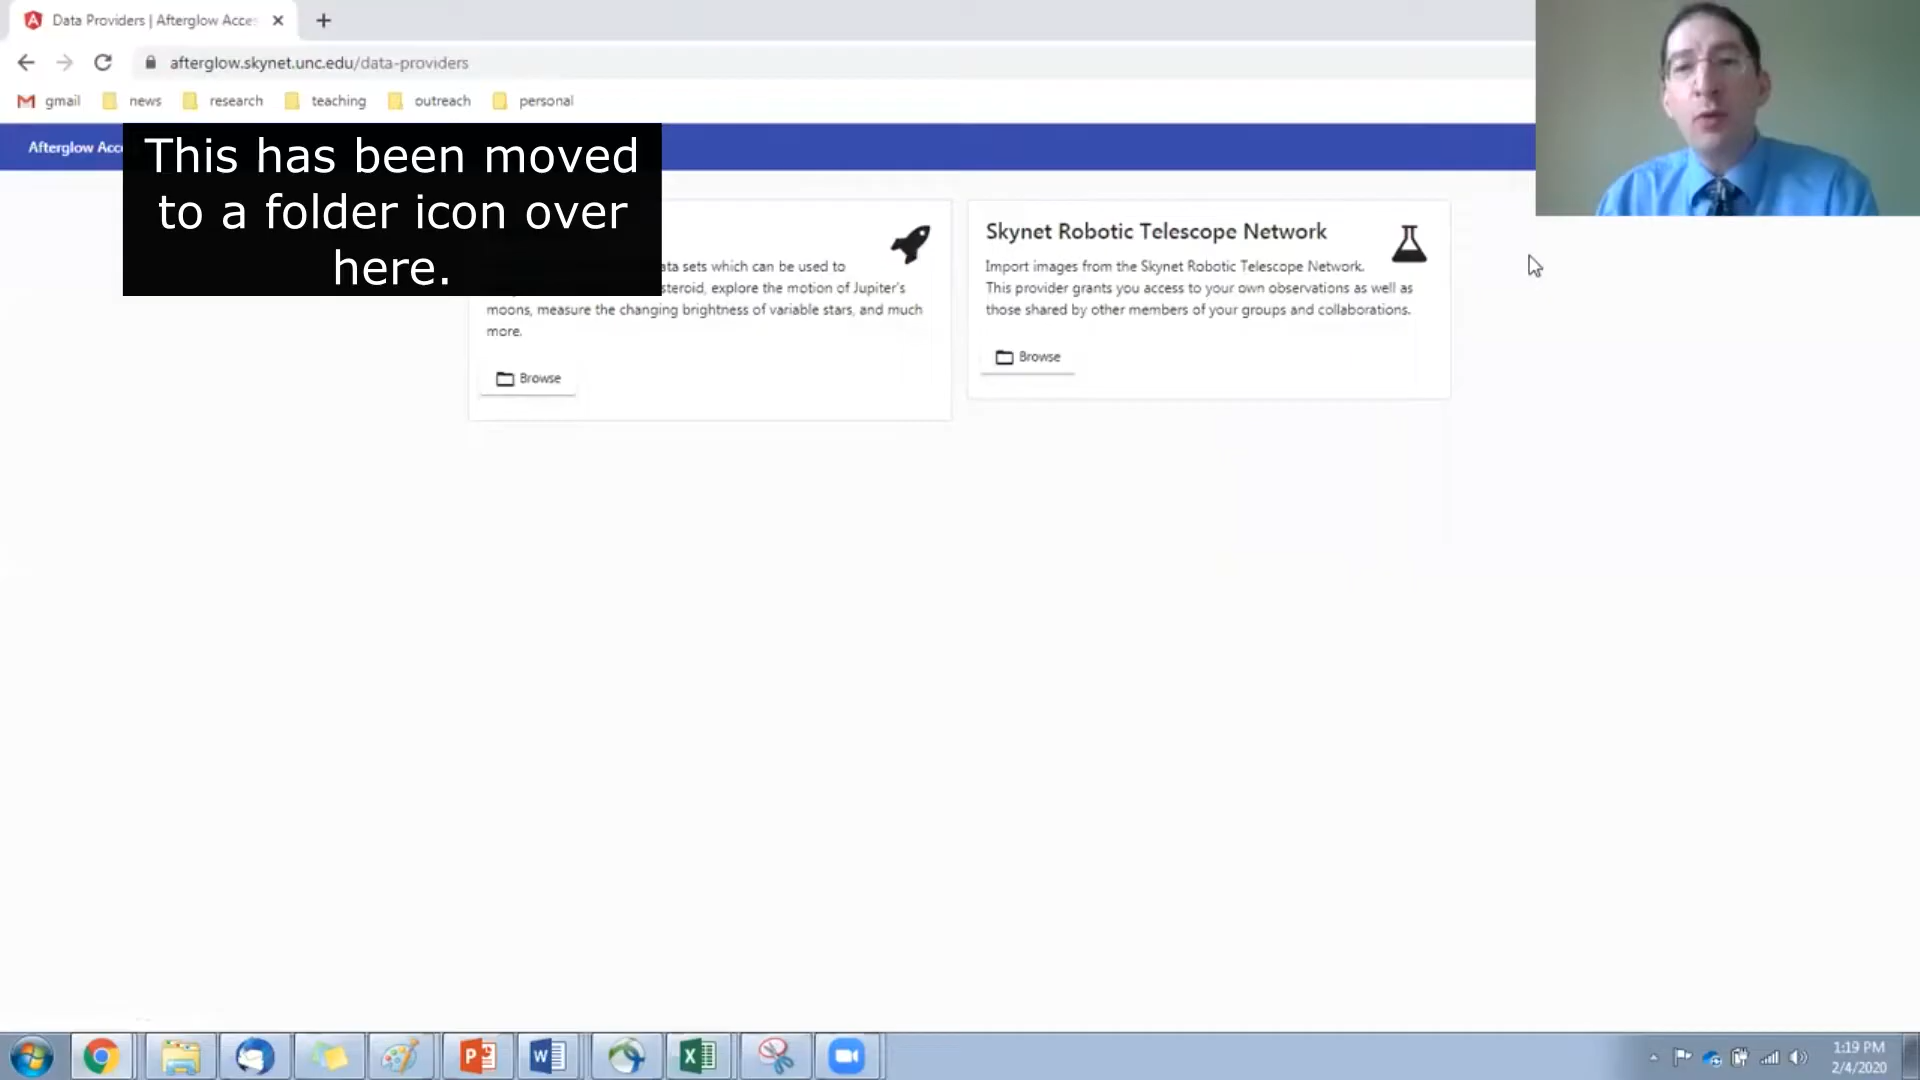 Data Providers | Afterglow Acce
afterglow.skynet.unc.edu/data-providers
gmail
news
research
teaching
outreach
personal
Afterglow Acc
This has been moved
to a folder icon over
here.
ata sets which can be used to
steroid, explore the motion of Jupiter's
moons, measure the changing brightness of variable stars, and much
more.
Browse
Skynet Robotic Telescope Network
Import images from the Skynet Robotic Telescope Network.
This provider grants you access to your own observations as well as
those shared by other members of your groups and collaborations.
Browse
1:19 PM
2/4/2020